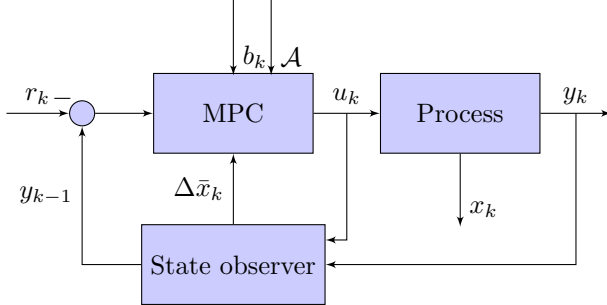 b_k 𝒜
r_k −
MPC
u_k
Process
y_k
y_{k−1}
Δx̄_k
x_k
State observer